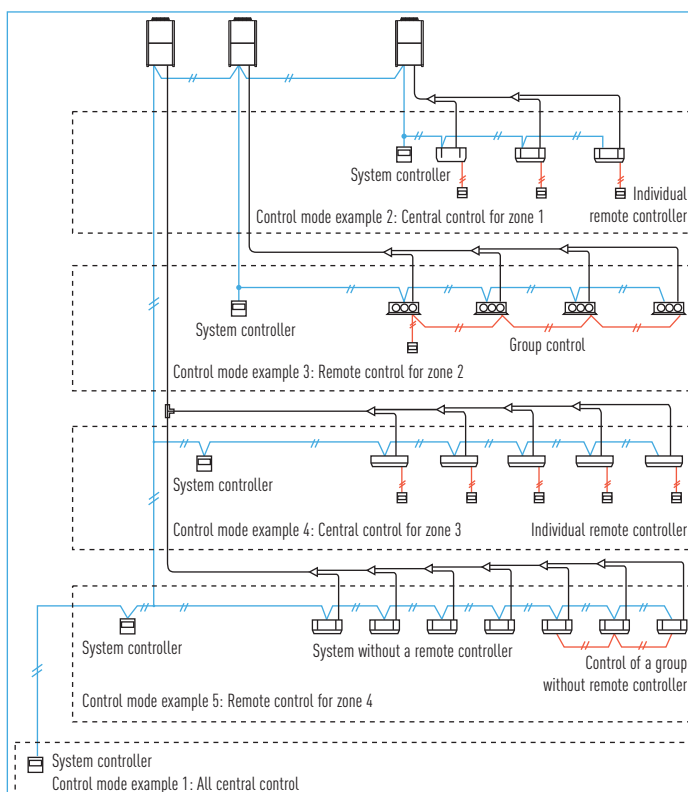 System controller
Individual
remote controller
Control mode example 2: Central control for zone 1
System controller
Group control
Control mode example 3: Remote control for zone 2
System controller
Control mode example 4: Central control for zone 3
Individual remote controller
System controller
System without a remote controller
Control of a group
without remote controller
Control mode example 5: Remote control for zone 4
System controller
Control mode example 1: All central control